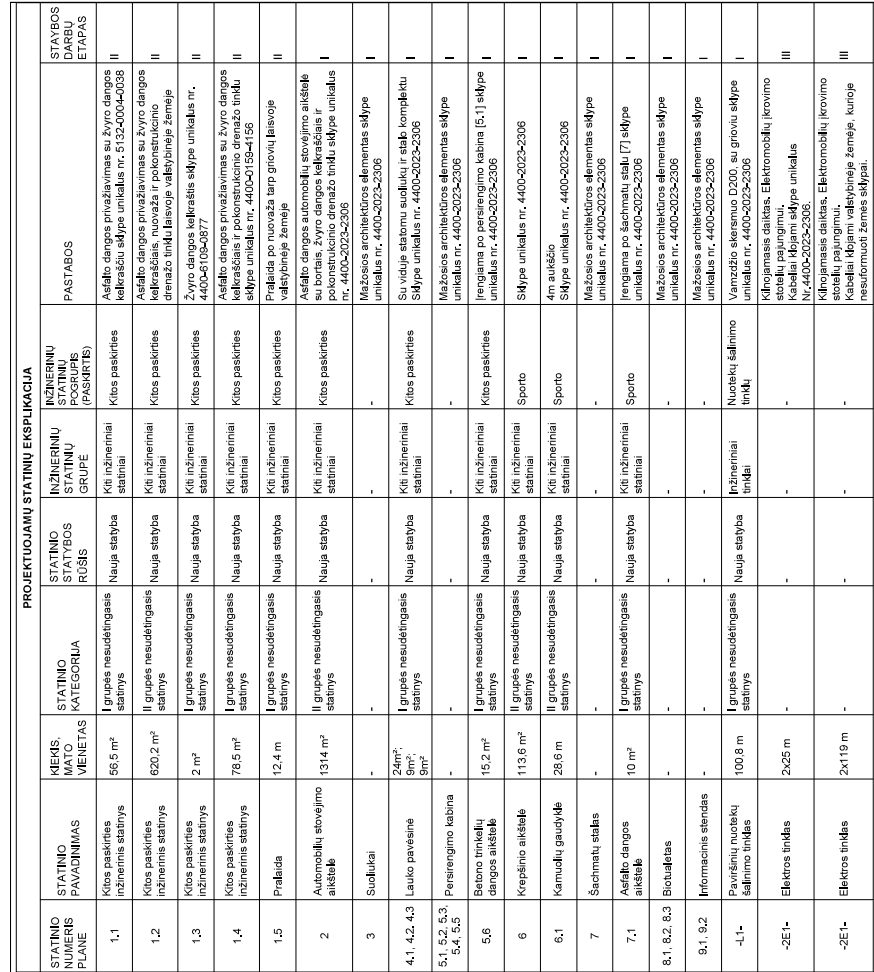 PROJEKTUOJAMŲ STATINIŲ EKSPLIKACIJA
STATINIO NUMERIS PLANE | STATINIO PAVADINIMAS | KIEKIS, MATO VIENETAS | STATINIO KATEGORIJA | STATINIO STATYBOS RŪŠIS | INŽINERINIŲ STATINIŲ GRUPĖ | INŽINERINIŲ STATINIŲ POGRUPIS (PASKIRTIS) | PASTABOS | STAYBOS DARBŲ ETAPAS
1.1 | Kitos paskirties inžinerinis statinys | 56,5 m² | I grupės nesudėtingasis statinys | Nauja statyba | Kiti inžineriniai statiniai | Kitos paskirties | Asfalto dangos privažiavimas su žvyro dangos kelkraščiu sklype unikalus nr. 5132-0004-0038 | II
1.2 | Kitos paskirties inžinerinis statinys | 620,2 m² | II grupės nesudėtingasis statinys | Nauja statyba | Kiti inžineriniai statiniai | Kitos paskirties | Asfalto dangos privažiavimas su žvyro dangos kelkraščiais, nuovaža ir pokonstrukcinio drenažo tinklu laisvoje valstybinėje žemėje | II
1.3 | Kitos paskirties inžinerinis statinys | 2 m² | I grupės nesudėtingasis statinys | Nauja statyba | Kiti inžineriniai statiniai | Kitos paskirties | Žvyro dangos kelkraštis sklype unikalus nr. 4400-6109-0877 | II
1.4 | Kitos paskirties inžinerinis statinys | 78,5 m² | I grupės nesudėtingasis statinys | Nauja statyba | Kiti inžineriniai statiniai | Kitos paskirties | Asfalto dangos privažiavimas su žvyro dangos kelkraščiais ir pokonstrukcinio drenažo tinklu sklype unikalus nr. 4400-0159-4156 | II
1.5 | Pralaida | 12,4 m | I grupės nesudėtingasis statinys | Nauja statyba | Kiti inžineriniai statiniai | Kitos paskirties | Pralaida po nuovaža tarp griovių laisvoje valstybinėje žemėje | II
2 | Automobilių stovėjimo aikštelė | 1314 m² | II grupės nesudėtingasis statinys | Nauja statyba | Kiti inžineriniai statiniai | Kitos paskirties | Asfalto dangos automobilių stovėjimo aikštelė su bortais, žvyro dangos kelkraščiais ir pokonstrukcinio drenažo tinklu sklype unikalus nr. 4400-2023-2306 | I
3 | Suoliukai | - | - | - | - | - | Mažosios architektūros elementas sklype unikalus nr. 4400-2023-2306 | I
4.1, 4.2, 4.3 | Lauko pavėsinė | 24m²; 9m²; 9m² | I grupės nesudėtingasis statinys | Nauja statyba | Kiti inžineriniai statiniai | Kitos paskirties | Su viduje statomu suoliukų ir stalo komplektu Sklype unikalus nr. 4400-2023-2306 | I
5.1, 5.2, 5.3, 5.4, 5.5 | Persirengimo kabina | - | - | - | - | - | Mažosios architektūros elementas sklype unikalus nr. 4400-2023-2306 | I
5.6 | Betono trinkelių dangos aikštelė | 15,2 m² | I grupės nesudėtingasis statinys | Nauja statyba | Kiti inžineriniai statiniai | Kitos paskirties | Įrengiama po persirengimo kabina [5.1] sklype unikalus nr. 4400-2023-2306 | I
6 | Krepšinio aikštelė | 113,6 m² | II grupės nesudėtingasis statinys | Nauja statyba | Kiti inžineriniai statiniai | Sporto | Sklype unikalus nr. 4400-2023-2306 | I
6.1 | Kamuolių gaudyklė | 28,6 m | I grupės nesudėtingasis statinys | Nauja statyba | Kiti inžineriniai statiniai | Sporto | 4m aukščio Sklype unikalus nr. 4400-2023-2306 | I
7 | Šachmatų stalas | - | - | - | - | - | Mažosios architektūros elementas sklype unikalus nr. 4400-2023-2306 | I
7.1 | Asfalto dangos aikštelė | 10 m² | I grupės nesudėtingasis statinys | Nauja statyba | Kiti inžineriniai statiniai | Sporto | Įrengiama po šachmatų stalu [7] sklype unikalus nr. 4400-2023-2306 | I
8.1, 8.2, 8.3 | Biotualetas | - | - | - | - | - | Mažosios architektūros elementas sklype unikalus nr. 4400-2023-2306 | I
9.1, 9.2 | Informacinis stendas | - | - | - | - | - | Mažosios architektūros elementas sklype unikalus nr. 4400-2023-2306 | I
-L1- | Paviršinių nuotekų šalinimo tinklas | 100,8 m | I grupės nesudėtingasis statinys | Nauja statyba | Inžineriniai tinklai | Nuotekų šalinimo tinklų | Vamzdžio skersmuo D200, su grioviu sklype unikalus nr. 4400-2023-2306 | I
-2E1- | Elektros tinklas | 2x25 m | - | - | - | - | Kilnojamasis daiktas. Elektromobilių įkrovimo stotelių pajungimui. Kabeliai klojami sklype unikalus Nr.4400-2023-2306. | III
-2E1- | Elektros tinklas | 2x119 m | - | - | - | - | Kilnojamasis daiktas. Elektromobilių įkrovimo stotelių pajungimui. Kabeliai klojami valstybinėje žemėje, kurioje nesuformuoti žemės sklypai. | III